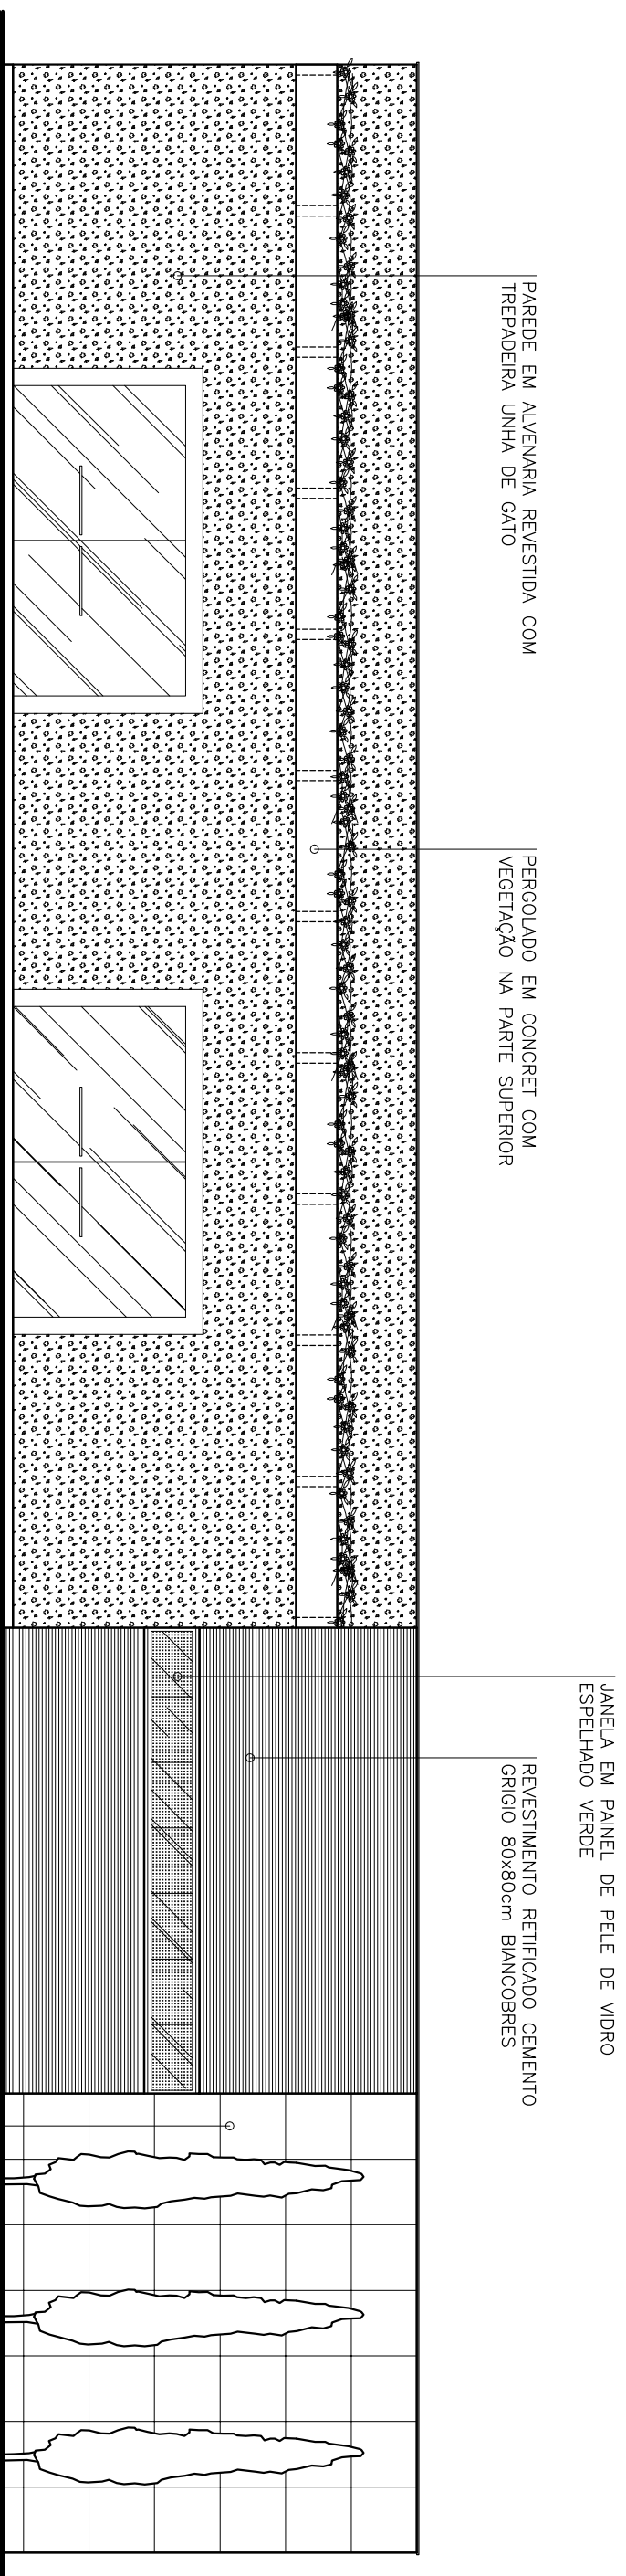 PAREDE EM ALVENARIA REVESTIDA COM
TREPADEIRA UNHA DE GATO
PERGOLADO EM CONCRET COM
VEGETAÇÃO NA PARTE SUPERIOR
JANELA EM PAINEL DE PELE DE VIDRO
ESPELHADO VERDE
REVESTIMENTO RETIFICADO CEMENTO
GRIGIO 80x80cm BIANCOBRES